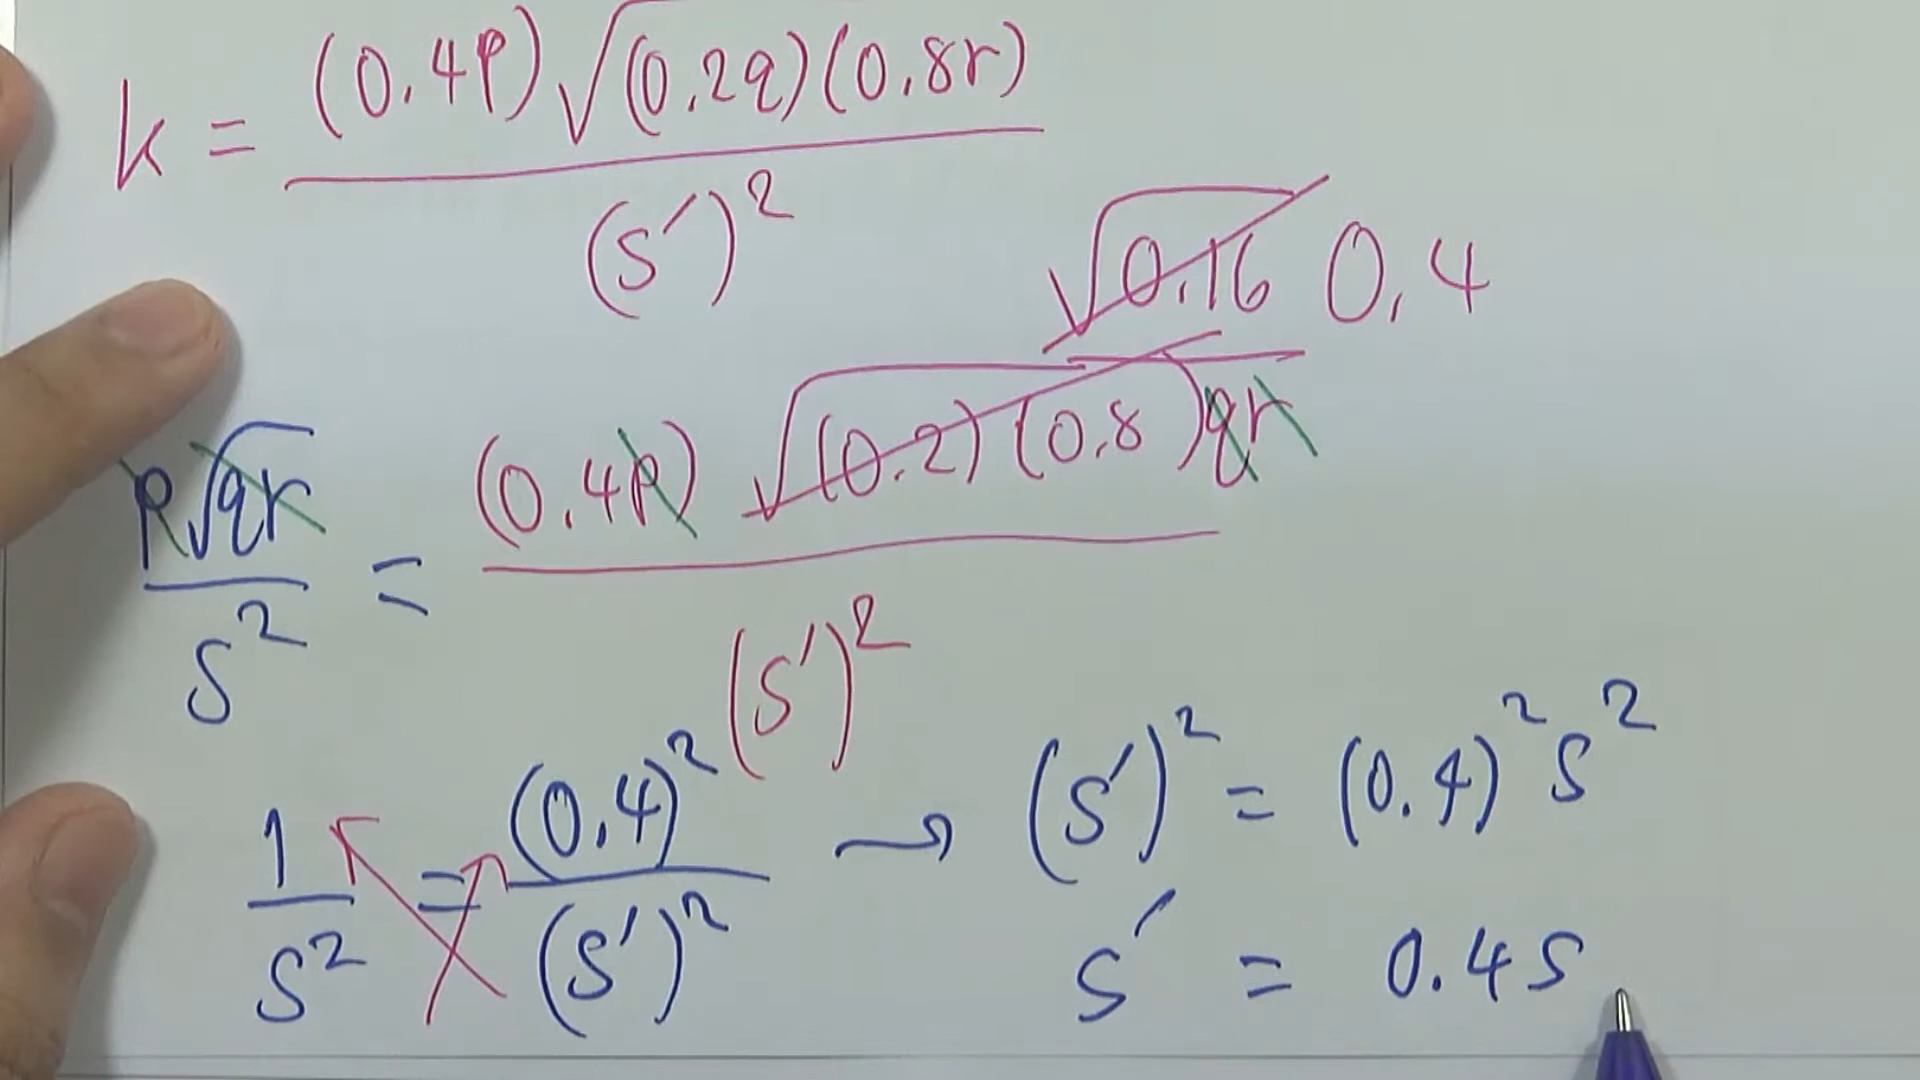 k = (0.4p)√(0.2q)(0.8r) / (s′)²
√0.16 0.4
p√qr / s² = (0.4p) √(0.2)(0.8)qr / (s′)²
1 / s² = (0.4)² / (s′)² → (s′)² = (0.4)² s²
s′ = 0.4s